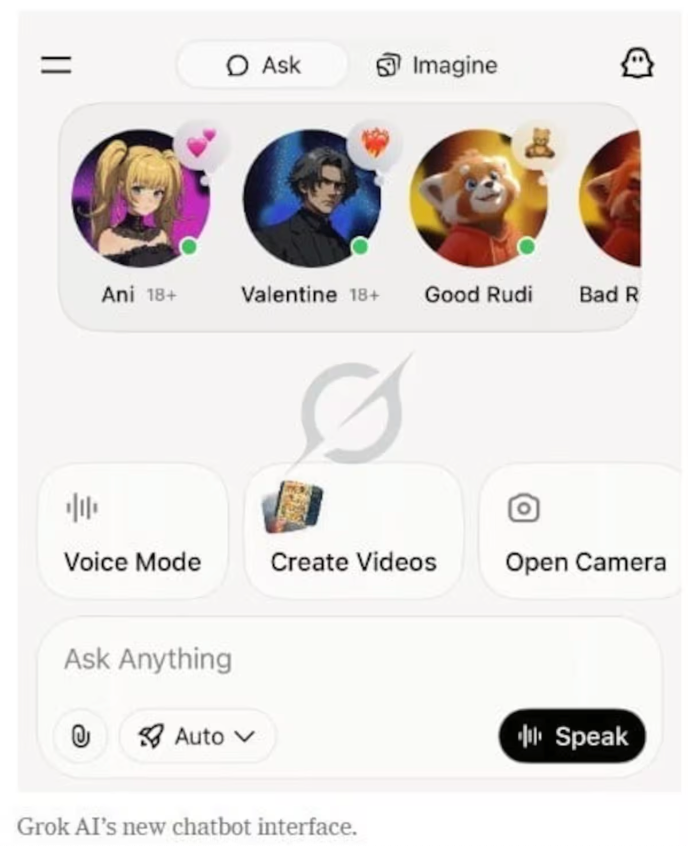 Ask Imagine
Ani 18+ Valentine 18+ Good Rudi Bad R
Voice Mode Create Videos Open Camera
Ask Anything
Auto Speak
Grok AI’s new chatbot interface.